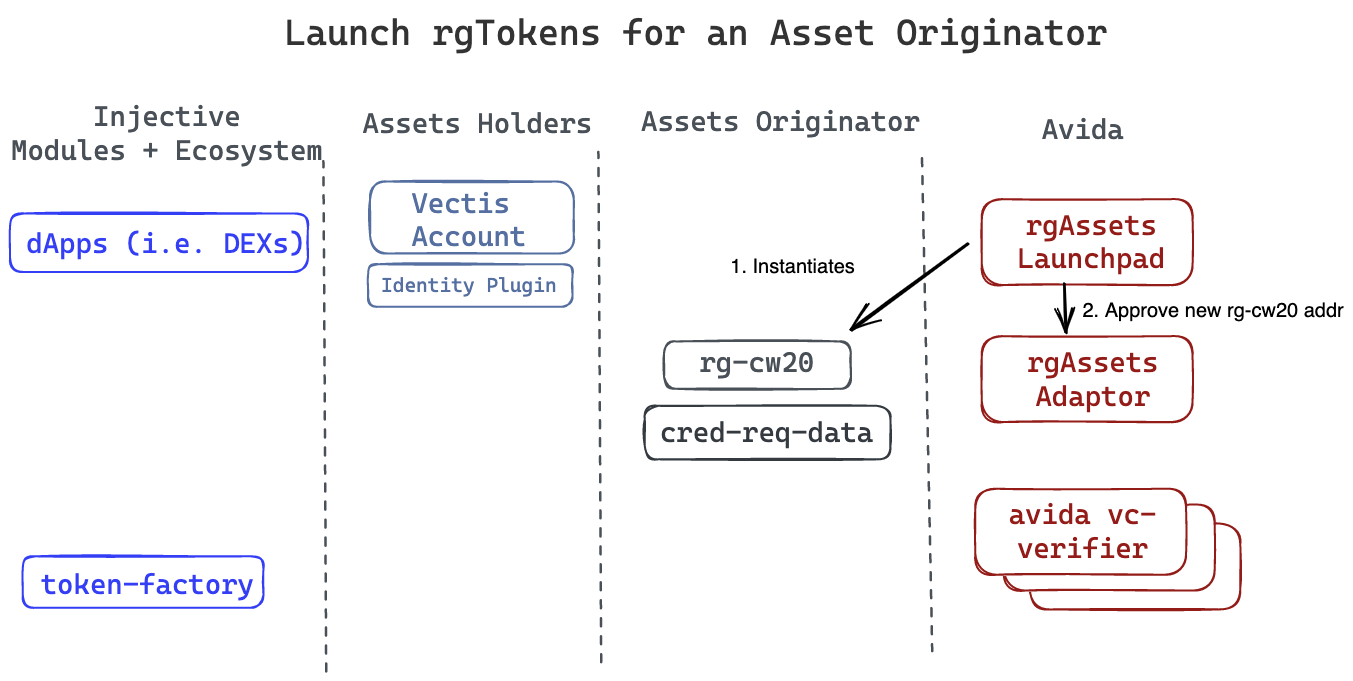 Launch rgTokens for an Asset Originator
Injective
Modules + Ecosystem
Assets Holders
Assets Originator
Avida
dApps (i.e. DEXs)
token-factory
Vectis
Account
Identity Plugin
1. Instantiates
rg-cw20
cred-req-data
rgAssets
Launchpad
2. Approve new rg-cw20 addr
rgAssets
Adaptor
avida vc-
verifier